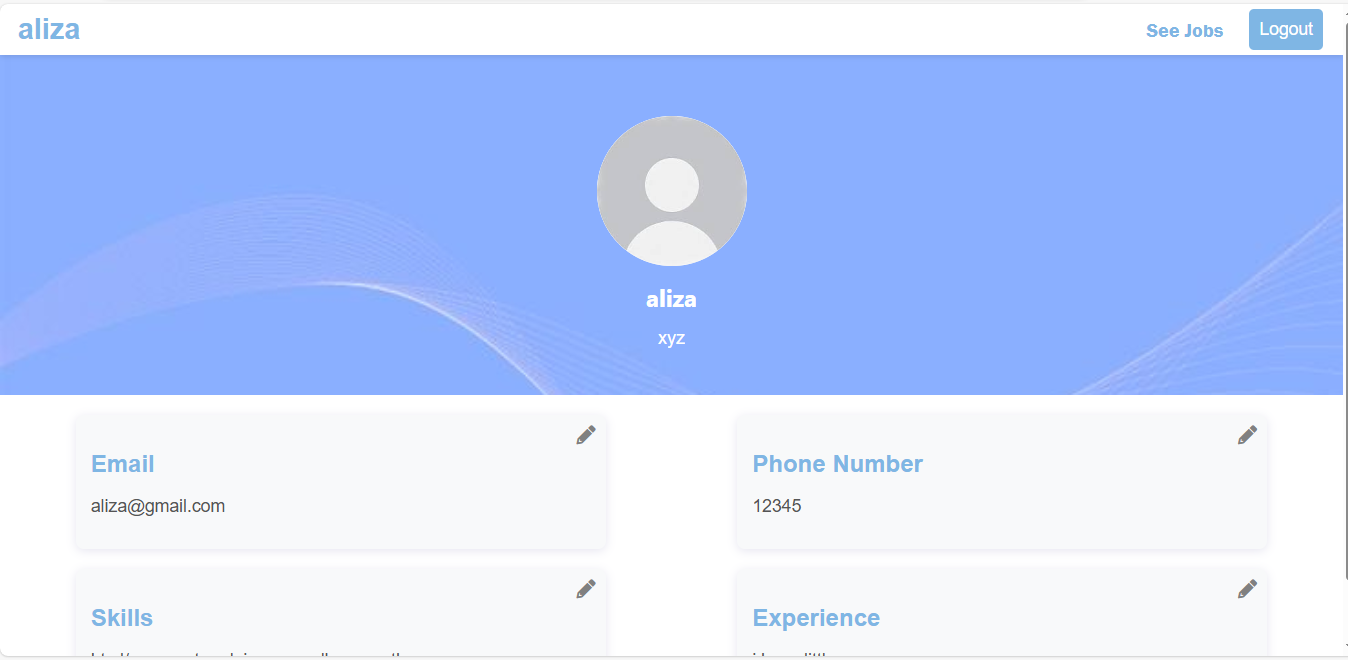 aliza
See Jobs
Logout
aliza
xyz
Email
aliza@gmail.com
Phone Number
12345
Skills
Experience